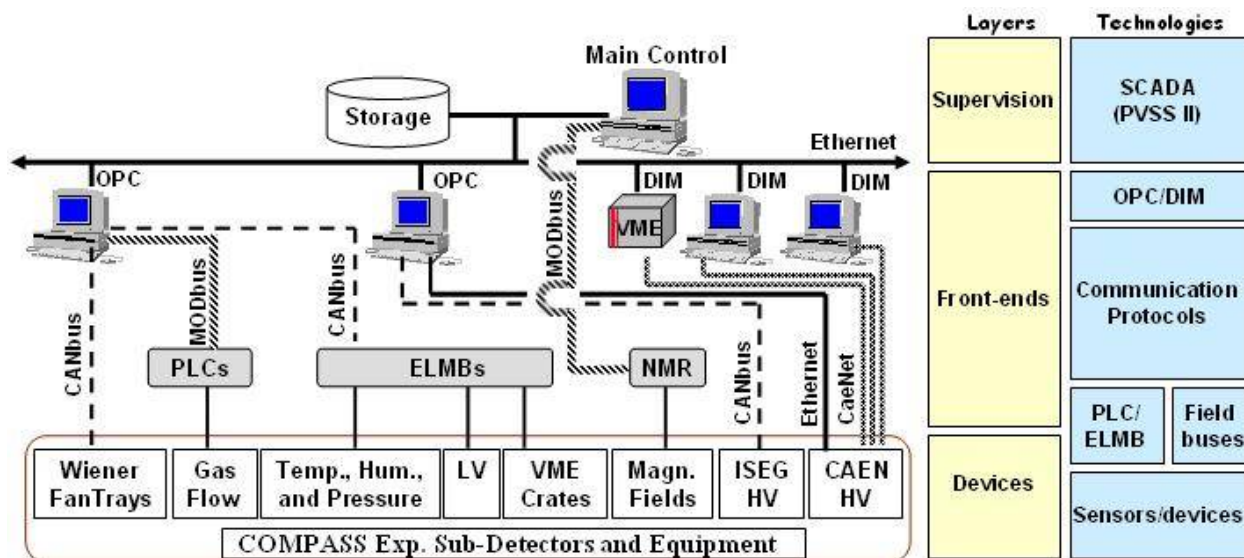 Layers
Technologies
Main Control
Storage
Ethernet
Supervision
SCADA
(PVSS II)
OPC
OPC
DIM
DIM
DIM
VME
OPC/DIM
CANbus
MODbus
CANbus
MODbus
CANbus
Ethernet
CaeNet
Front-ends
Communication
Protocols
PLCs
ELMBs
NMR
PLC/
ELMB
Field
buses
Wiener
FanTrays
Gas
Flow
Temp., Hum.,
and Pressure
LV
VME
Crates
Magn.
Fields
ISEG
HV
CAEN
HV
Devices
Sensors/devices
COMPASS Exp. Sub-Detectors and Equipment